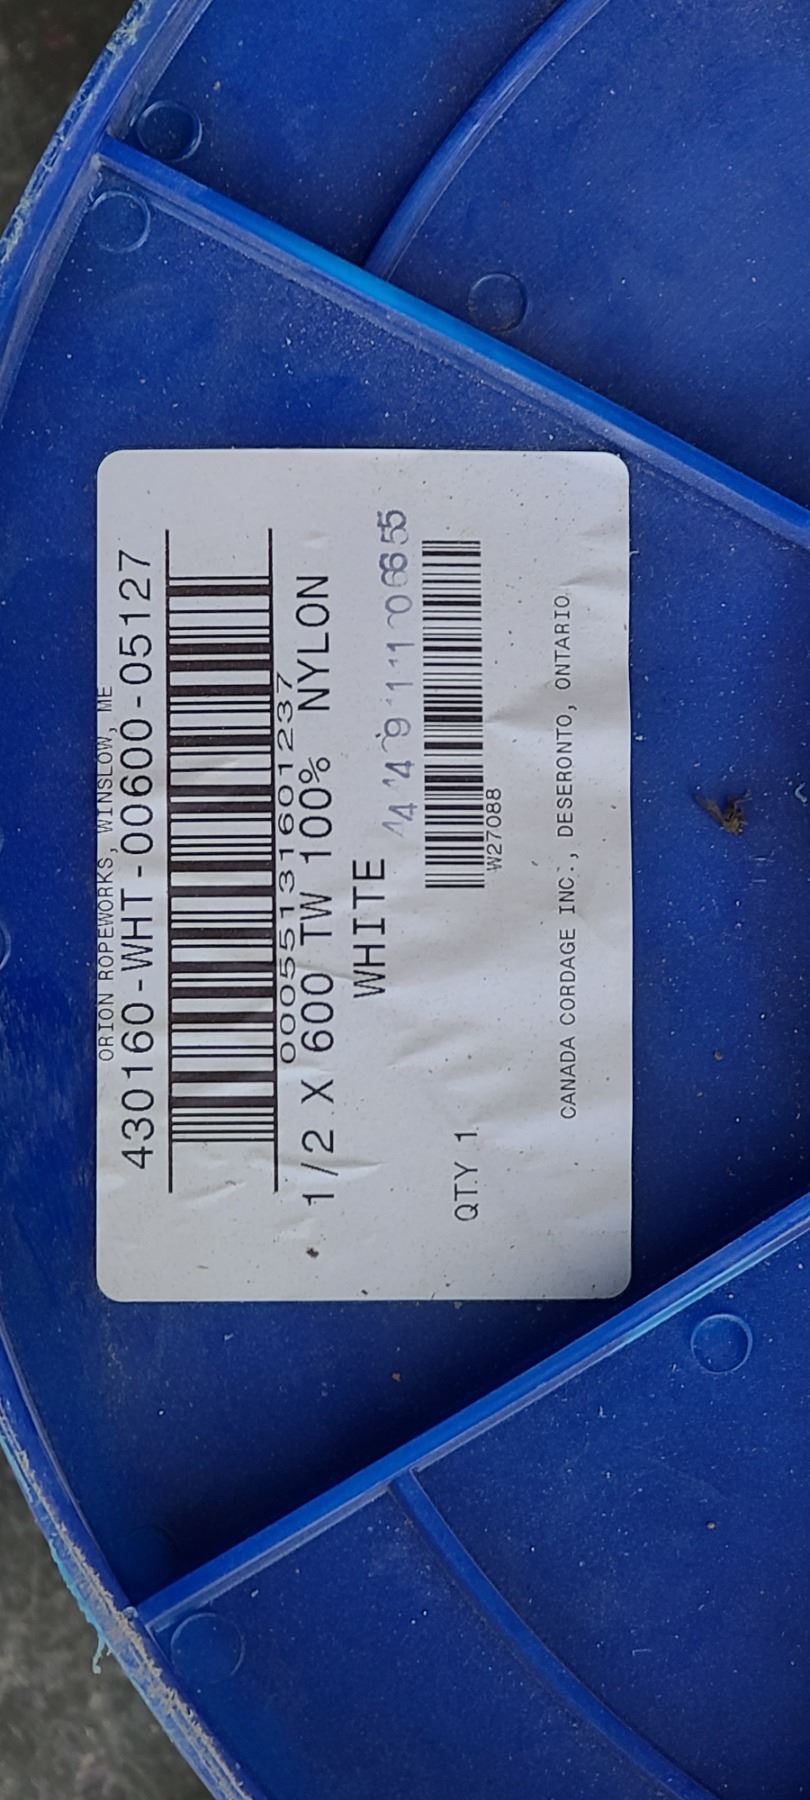 ORION ROPEWORKS, WINSLOW, ME
430160-WHT-00600-05127
00055131601237
1/2 X 600 TW 100% NYLON
WHITE
W27088
QTY 1
CANADA CORDAGE INC., DESERONTO, ONTARIO